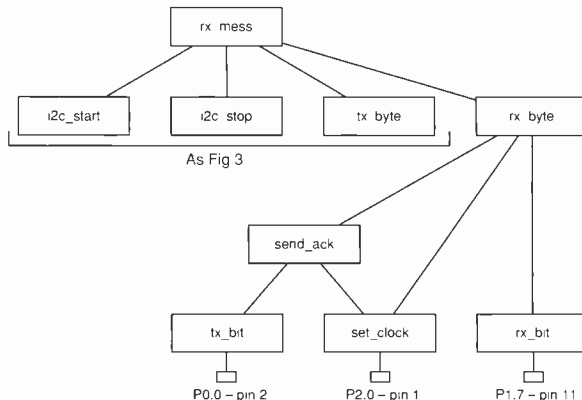 rx mess
i2c_start
i2c stop
tx byte
rx byte
As Fig 3
send_ack
tx_bit
set_clock
rx_bit
P0.0 – pin 2
P2.0 – pin 1
P1.7 – pin 11